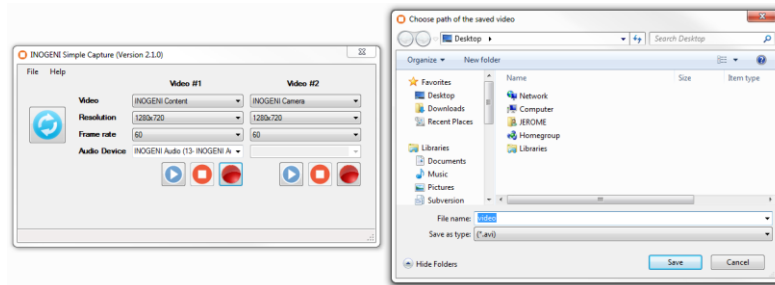 INOGENI Simple Capture (Version 2.1.0)
File Help
Video #1 Video #2
Video INOGENI Content INOGENI Camera
Resolution 1280x720 1280x720
Frame rate 60 60
Audio Device INOGENI Audio (13- INOGENI A
Choose path of the saved video
Desktop Search Desktop
Organize New folder
Favorites
Desktop
Downloads
Recent Places
Libraries
Documents
Music
Pictures
Subversion
Name Size Item type
Network
Computer
JEROME
Homegroup
Libraries
File name: video
Save as type: (*.avi)
Hide Folders Save Cancel